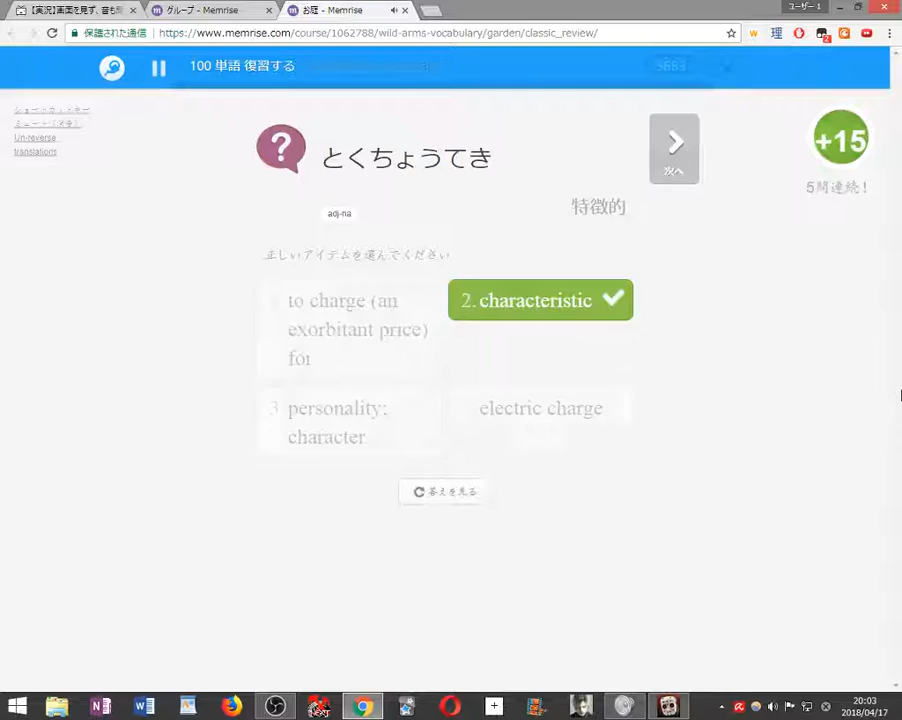 【実況】画面を見ず、音も
グループ - Memrise
お庭 - Memrise
ユーザー 1
保護された通信
https://www.memrise.com/course/1062788/wild-arms-vocabulary/garden/classic_review/
100 単語 復習する
Un-reverse
translations
とくちょうてき
次へ
+15
5問連続!
特徴的
adj-na
正しいアイテムを選んでください
to charge (an
exorbitant price)
for
2. characteristic
3 personality;
character
electric charge
答えを見る
20:03
2018/04/17